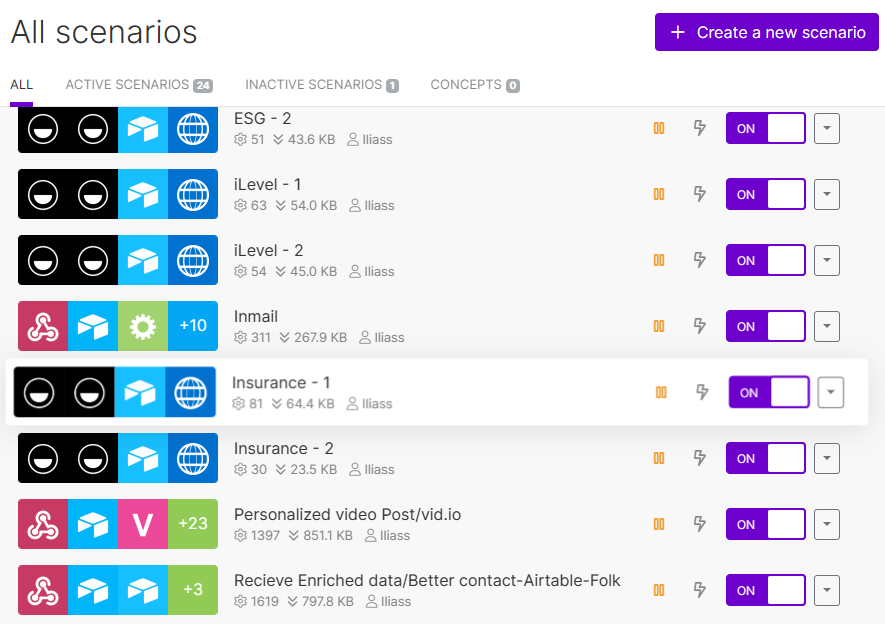 All scenarios
+ Create a new scenario
ALL ACTIVE SCENARIOS 24 INACTIVE SCENARIOS 1 CONCEPTS 0
ESG - 2
51 43.6 KB Iliass
ON
iLevel - 1
63 54.0 KB Iliass
ON
iLevel - 2
54 45.0 KB Iliass
ON
+10
Inmail
311 267.9 KB Iliass
ON
Insurance - 1
81 64.4 KB Iliass
ON
Insurance - 2
30 23.5 KB Iliass
ON
V +23
Personalized video Post/vid.io
1397 851.1 KB Iliass
ON
+3
Recieve Enriched data/Better contact-Airtable-Folk
1619 797.8 KB Iliass
ON